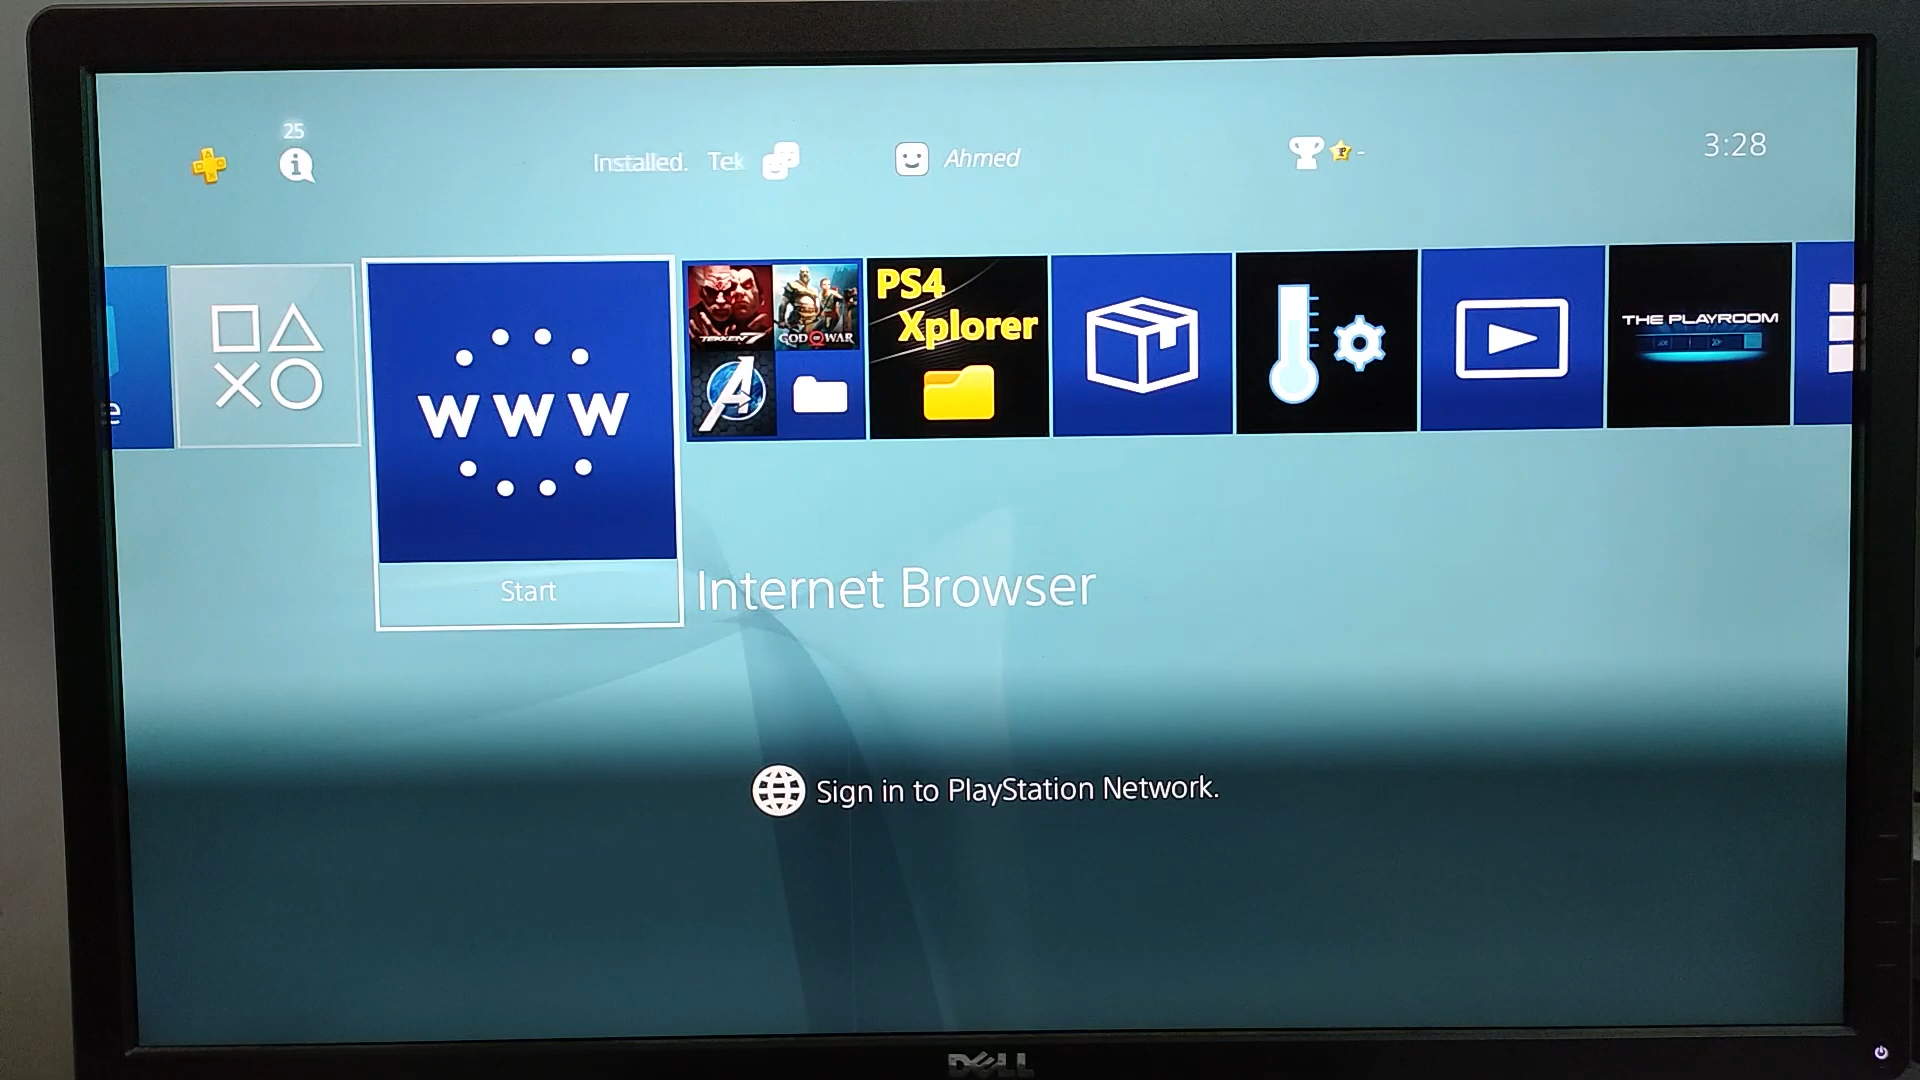 25
Installed. Tek
Ahmed
-
3:28
e
WWW
TEKKEN 7
GOD OF WAR
PS4
Xplorer
THE PLAYROOM
Start
Internet Browser
Sign in to PlayStation Network.
DELL